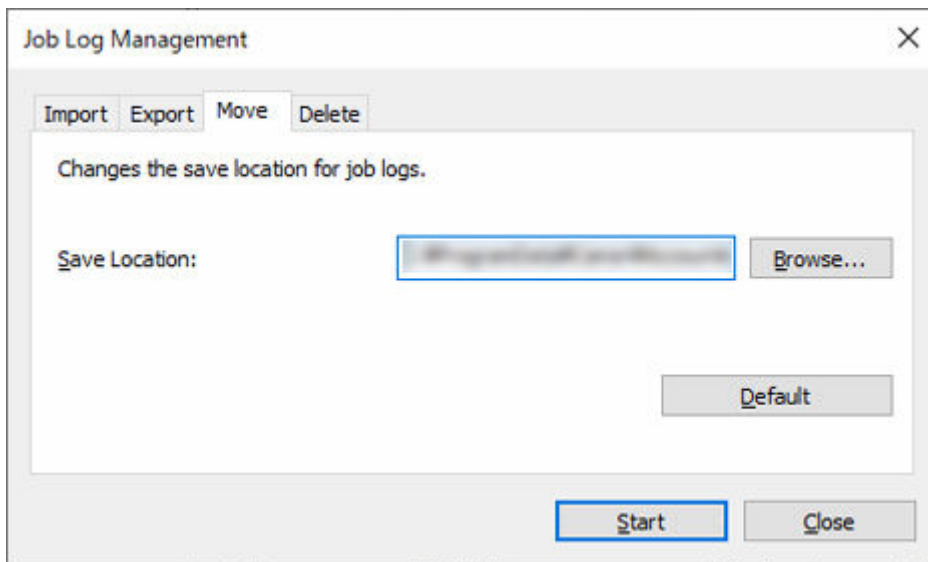 Job Log Management
Import Export Move Delete
Changes the save location for job logs.
Save Location: Browse...
Default
Start Close